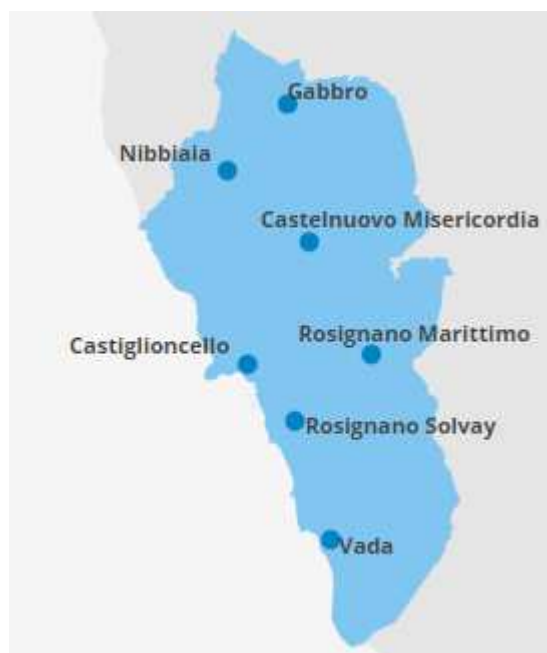 Gabbro
Nibbiaia
Castelnuovo Misericordia
Rosignano Marittimo
Castiglioncello
Rosignano Solvay
Vada